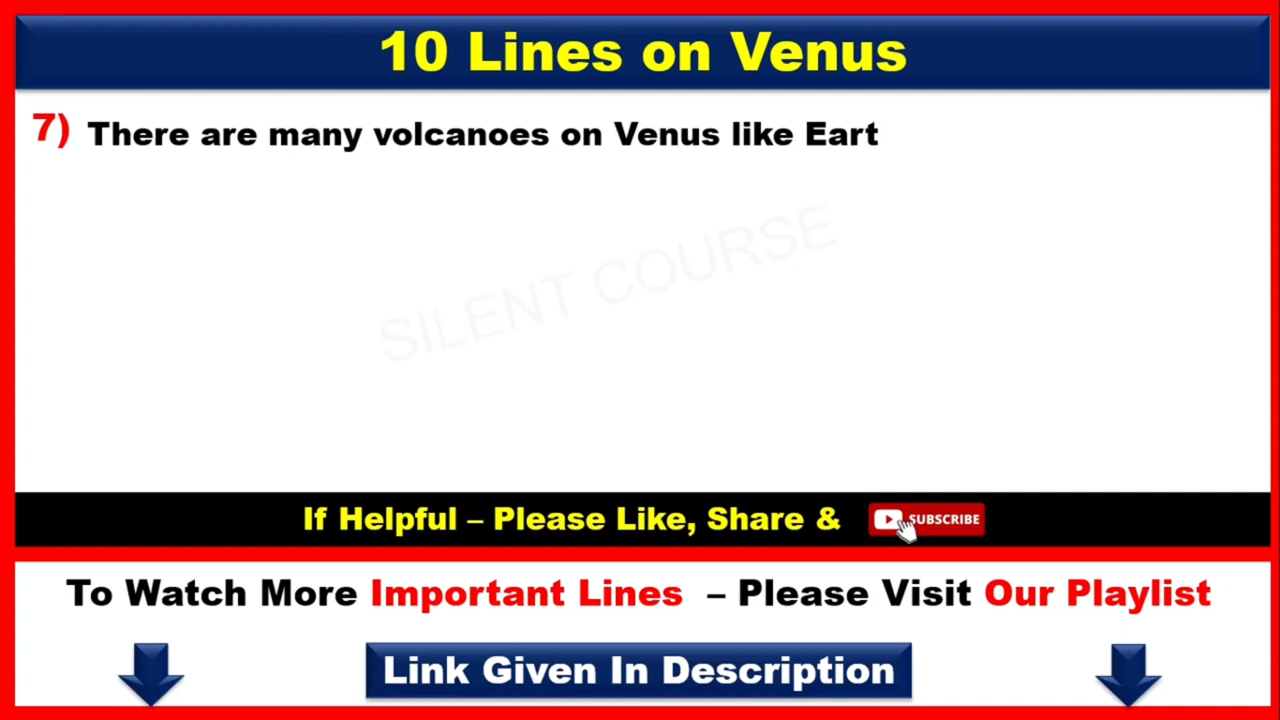 10 Lines on Venus
7) There are many volcanoes on Venus like Eart
SILENT COURSE
If Helpful – Please Like, Share & SUBSCRIBE
To Watch More Important Lines – Please Visit Our Playlist
Link Given In Description